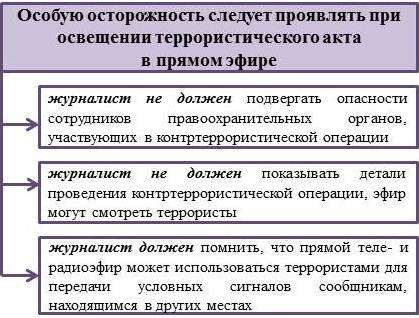 Особую осторожность следует проявлять при
освещении террористического акта
в прямом эфире
журналист не должен подвергать опасности
сотрудников правоохранительных органов,
участвующих в контртеррористической операции
журналист не должен показывать детали
проведения контртеррористической операции, эфир
могут смотреть террористы
журналист должен помнить, что прямой теле- и
радиоэфир может использоваться террористами для
передачи условных сигналов сообщникам,
находящимся в других местах